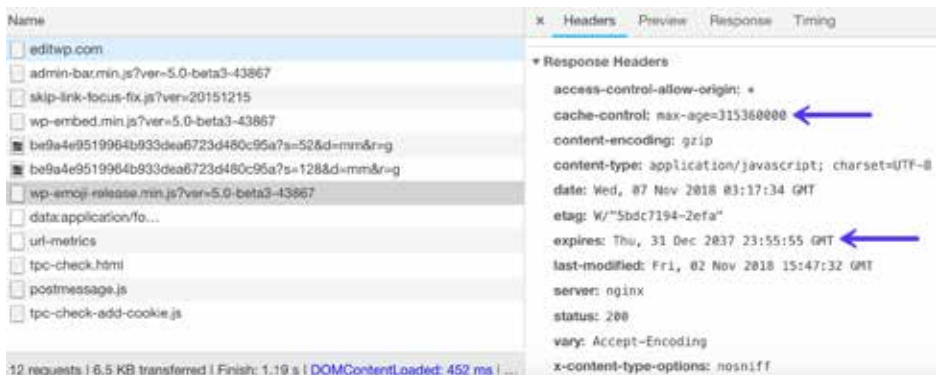 Name
editwp.com
admin-bar.min.js?ver=5.0-beta3-43867
skip-link-focus-fix.js?ver=20151215
wp-embed.min.js?ver=5.0-beta3-43867
be9a4e9519964b933dea6723d480c95a?s=52&d=mm&r=g
be9a4e9519964b933dea6723d480c95a?s=128&d=mm&r=g
wp-emoji-release.min.js?ver=5.0-beta3-43867
data:application/fo...
url-metrics
tpc-check.html
postmessage.js
tpc-check-add-cookie.js
12 requests | 6.5 KB transferred | Finish: 1.19 s | DOMContentLoaded: 452 ms | ...
× Headers Preview Response Timing
▾ Response Headers
access-control-allow-origin: *
cache-control: max-age=315360000
content-encoding: gzip
content-type: application/javascript; charset=UTF-8
date: Wed, 07 Nov 2018 03:17:34 GMT
etag: W/"5bdc7194-2efa"
expires: Thu, 31 Dec 2037 23:55:55 GMT
last-modified: Fri, 02 Nov 2018 15:47:32 GMT
server: nginx
status: 200
vary: Accept-Encoding
x-content-type-options: nosniff